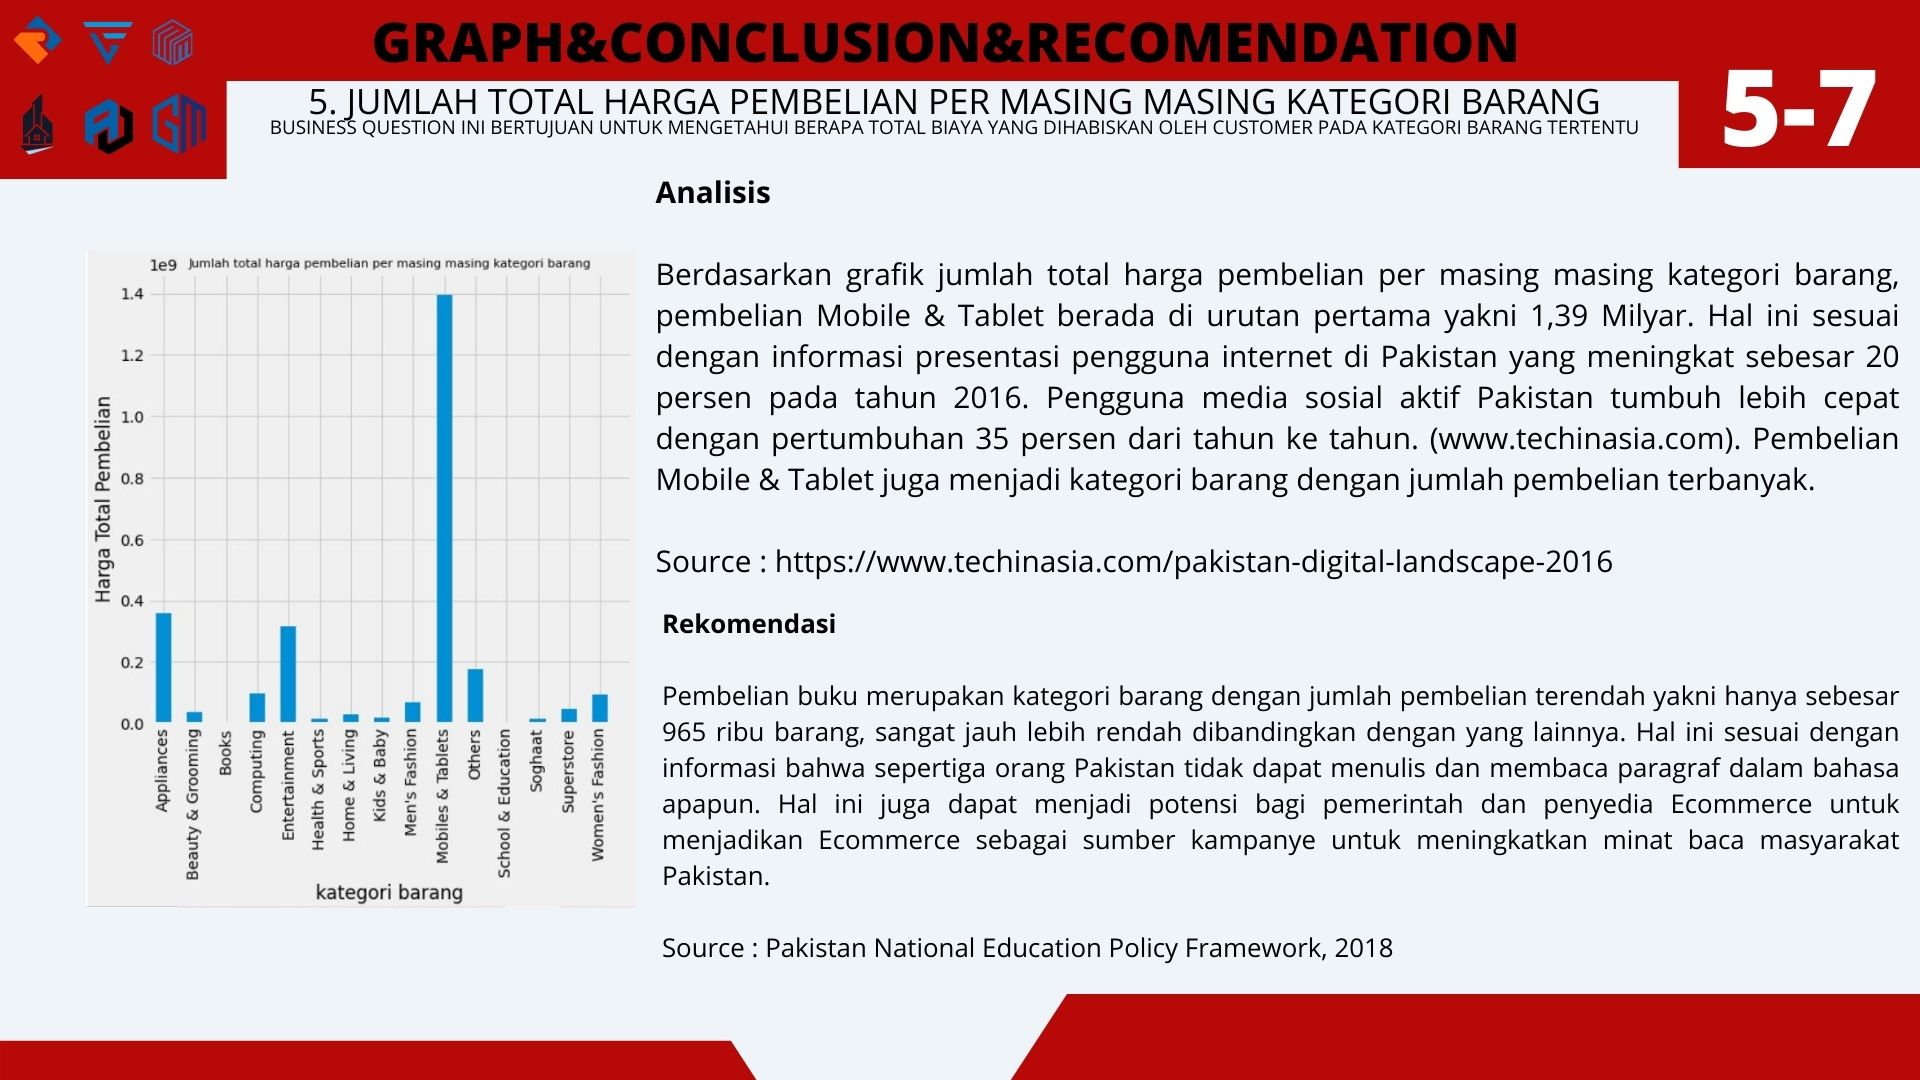 GRAPH&CONCLUSION&RECOMENDATION
5-7
5. JUMLAH TOTAL HARGA PEMBELIAN PER MASING MASING KATEGORI BARANG
BUSINESS QUESTION INI BERTUJUAN UNTUK MENGETAHUI BERAPA TOTAL BIAYA YANG DIHABISKAN OLEH CUSTOMER PADA KATEGORI BARANG TERTENTU
1e9 Jumlah total harga pembelian per masing masing kategori barang
Harga Total Pembelian
1.4
1.2
1.0
0.8
0.6
0.4
0.2
0.0
Appliances
Beauty & Grooming
Books
Computing
Entertainment
Health & Sports
Home & Living
Kids & Baby
Men's Fashion
Mobiles & Tablets
Others
School & Education
Soghaat
Superstore
Women's Fashion
kategori barang
Analisis
Berdasarkan grafik jumlah total harga pembelian per masing masing kategori barang,
pembelian Mobile & Tablet berada di urutan pertama yakni 1,39 Milyar. Hal ini sesuai
dengan informasi presentasi pengguna internet di Pakistan yang meningkat sebesar 20
persen pada tahun 2016. Pengguna media sosial aktif Pakistan tumbuh lebih cepat
dengan pertumbuhan 35 persen dari tahun ke tahun. (www.techinasia.com). Pembelian
Mobile & Tablet juga menjadi kategori barang dengan jumlah pembelian terbanyak.
Source : https://www.techinasia.com/pakistan-digital-landscape-2016
Rekomendasi
Pembelian buku merupakan kategori barang dengan jumlah pembelian terendah yakni hanya sebesar
965 ribu barang, sangat jauh lebih rendah dibandingkan dengan yang lainnya. Hal ini sesuai dengan
informasi bahwa sepertiga orang Pakistan tidak dapat menulis dan membaca paragraf dalam bahasa
apapun. Hal ini juga dapat menjadi potensi bagi pemerintah dan penyedia Ecommerce untuk
menjadikan Ecommerce sebagai sumber kampanye untuk meningkatkan minat baca masyarakat
Pakistan.
Source : Pakistan National Education Policy Framework, 2018